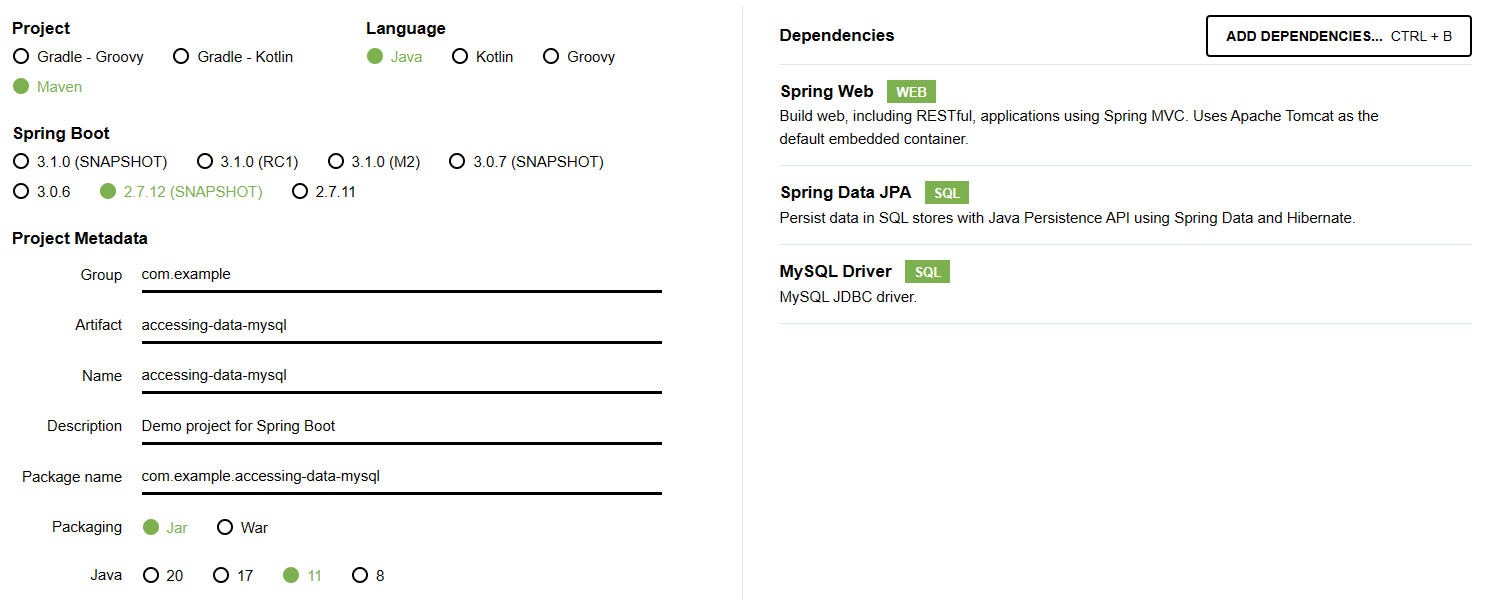 Project
Gradle - Groovy Gradle - Kotlin
Maven
Language
Java Kotlin Groovy
Spring Boot
3.1.0 (SNAPSHOT) 3.1.0 (RC1) 3.1.0 (M2) 3.0.7 (SNAPSHOT)
3.0.6 2.7.12 (SNAPSHOT) 2.7.11
Project Metadata
Group com.example
Artifact accessing-data-mysql
Name accessing-data-mysql
Description Demo project for Spring Boot
Package name com.example.accessing-data-mysql
Packaging Jar War
Java 20 17 11 8
Dependencies ADD DEPENDENCIES... CTRL + B
Spring Web WEB
Build web, including RESTful, applications using Spring MVC. Uses Apache Tomcat as the
default embedded container.
Spring Data JPA SQL
Persist data in SQL stores with Java Persistence API using Spring Data and Hibernate.
MySQL Driver SQL
MySQL JDBC driver.